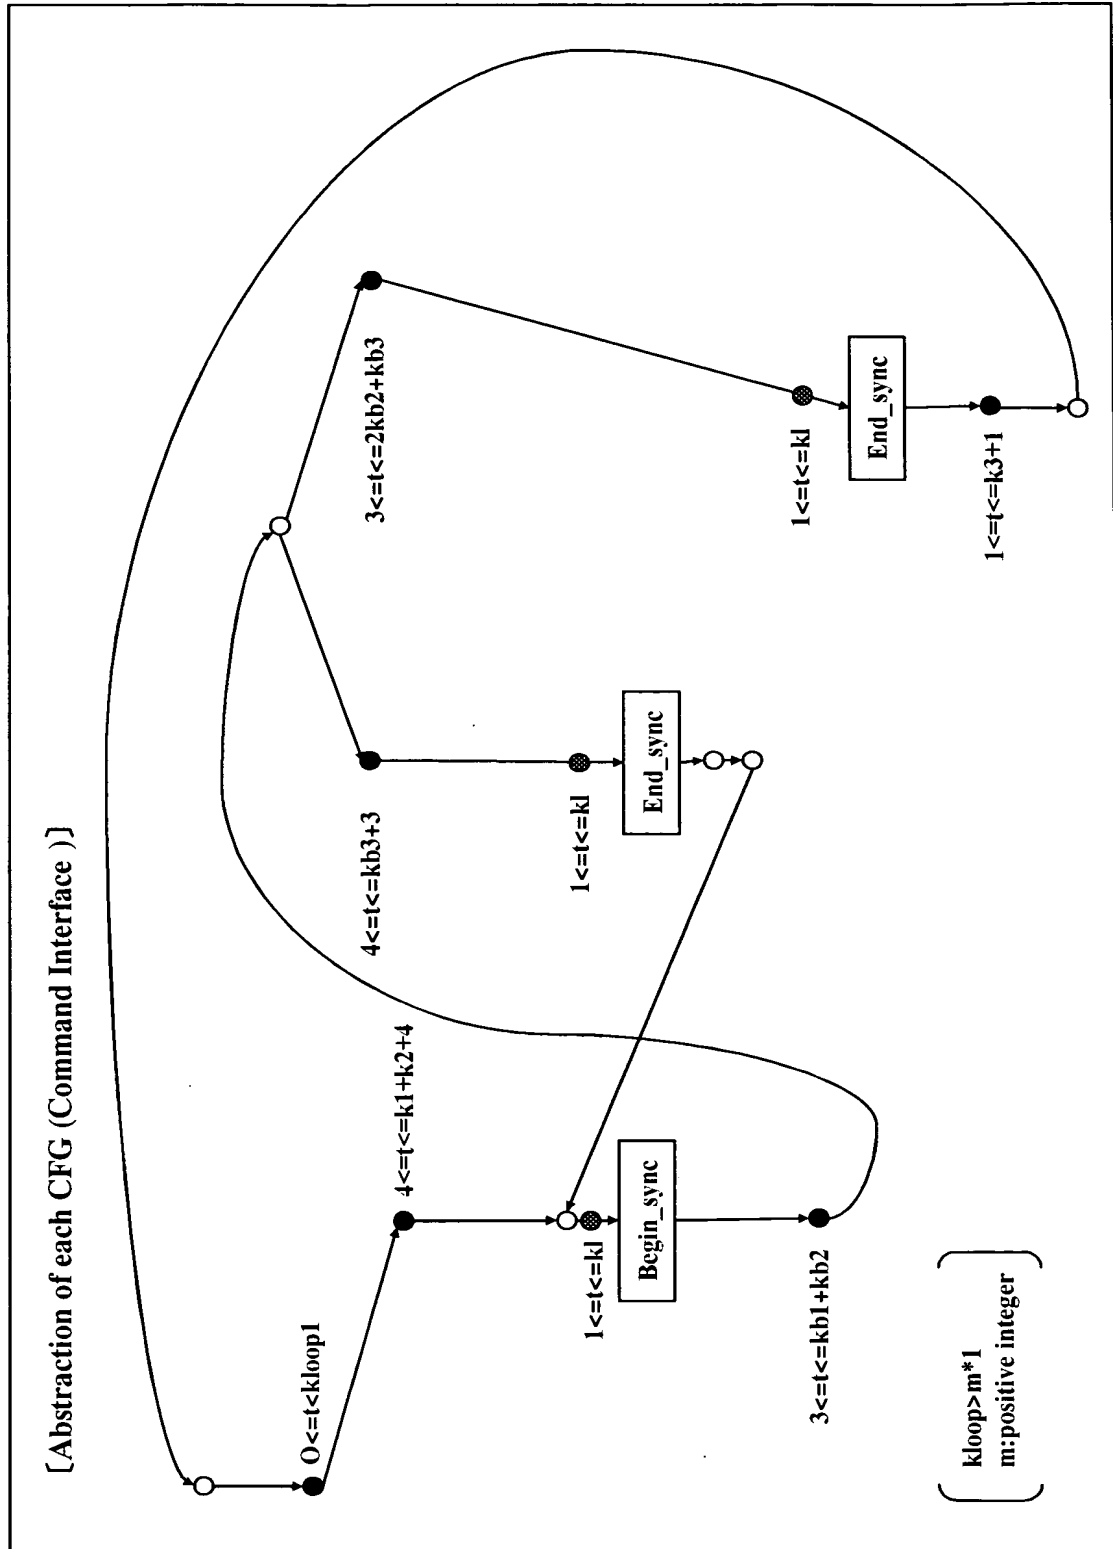 [Abstraction of each CFG (Command Interface )]
O<=t<kloop1
4<=t<=k1+k2+4
1<=t<=kl
Begin_sync
3<=t<=kb1+kb2
4<=t<=kb3+3
1<=t<=kl
End_sync
3<=t<=2kb2+kb3
1<=t<=kl
End_sync
1<=t<=k3+1
kloop>m*1
m:positive integer